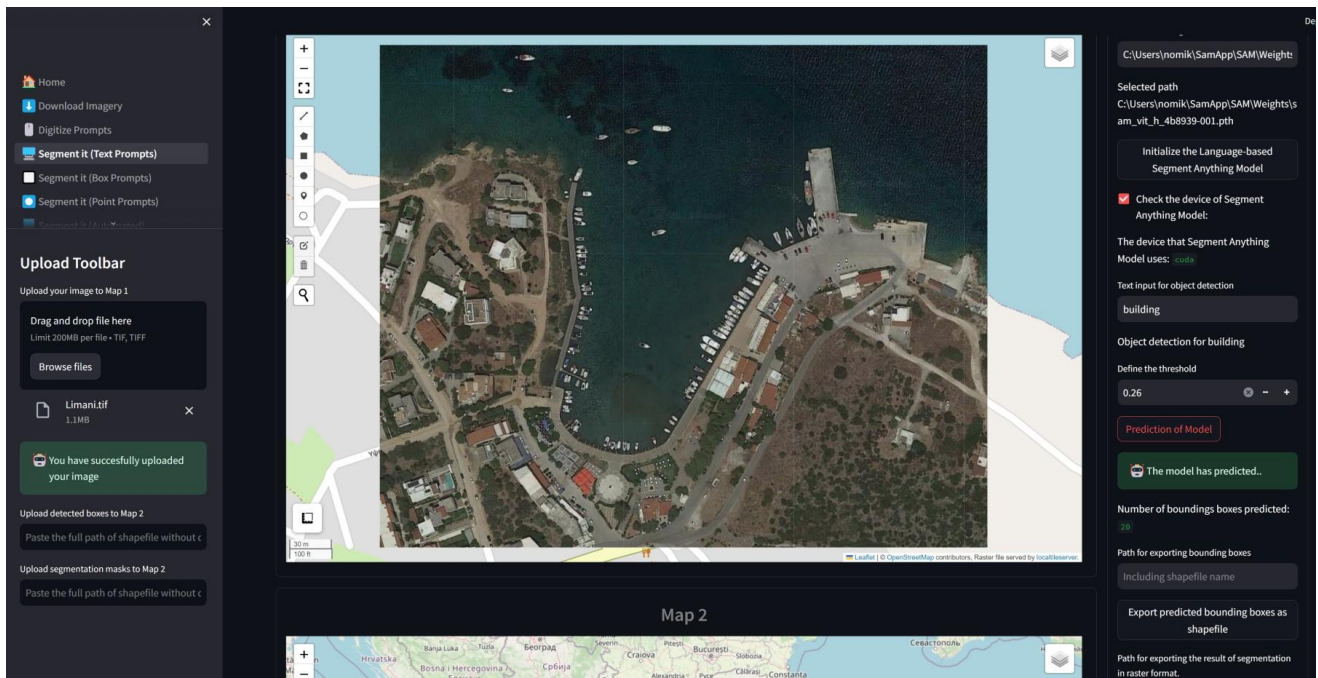 De
Home
Download Imagery
Digitize Prompts
Segment it (Text Prompts)
Segment it (Box Prompts)
Segment it (Point Prompts)
Upload Toolbar
Upload your image to Map 1
Drag and drop file here
Limit 200MB per file • TIF, TIFF
Browse files
Limani.tif
1.1MB
You have succesfully uploaded
your image
Upload detected boxes to Map 2
Paste the full path of shapefile without
Upload segmentation masks to Map 2
Paste the full path of shapefile without
30 m
100 ft
Leaflet | © OpenStreetMap contributors, Raster file served by localtileserver.
Map 2
Hrvatska
Banja Luka
Tuzla
Београд
Severin
Pitești
București
Slobozia
Craiova
Севастополь
Bosna i Hercegovina
Србија
Alexandria
Русе
Călărași
Constanta
C:\Users\nomik\SamApp\SAM\Weights
Selected path
C:\Users\nomik\SamApp\SAM\Weights\s
am_vit_h_4b8939-001.pth
Initialize the Language-based
Segment Anything Model
Check the device of Segment
Anything Model:
The device that Segment Anything
Model uses: cuda
Text input for object detection
building
Object detection for building
Define the threshold
0.26
Prediction of Model
The model has predicted..
Number of boundings boxes predicted:
20
Path for exporting bounding boxes
Including shapefile name
Export predicted bounding boxes as
shapefile
Path for exporting the result of segmentation
in raster format.